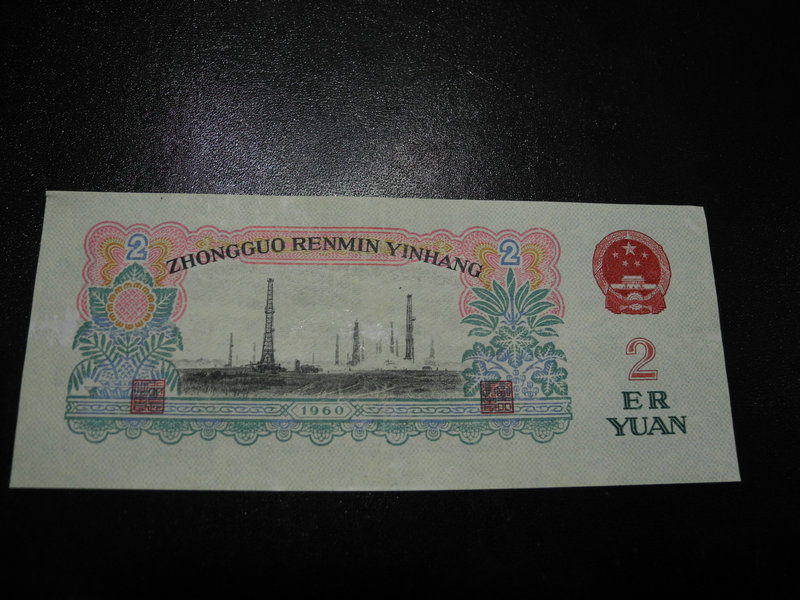 2
2
ZHONGGUO RENMIN YINHANG
2
ER
YUAN
1960